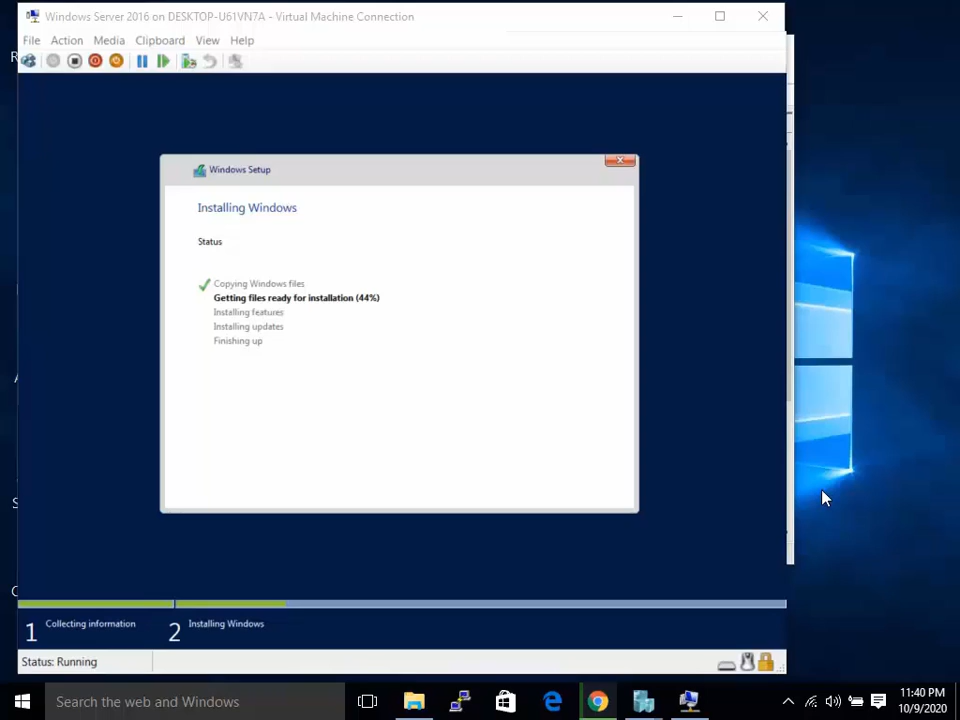 Windows Server 2016 on DESKTOP-U61VN7A - Virtual Machine Connection
File Action Media Clipboard View Help
R
Windows Setup
Installing Windows
Status
Copying Windows files
Getting files ready for installation (44%)
Installing features
Installing updates
Finishing up
S
1 Collecting information
2 Installing Windows
Status: Running
Search the web and Windows
11:40 PM
10/9/2020